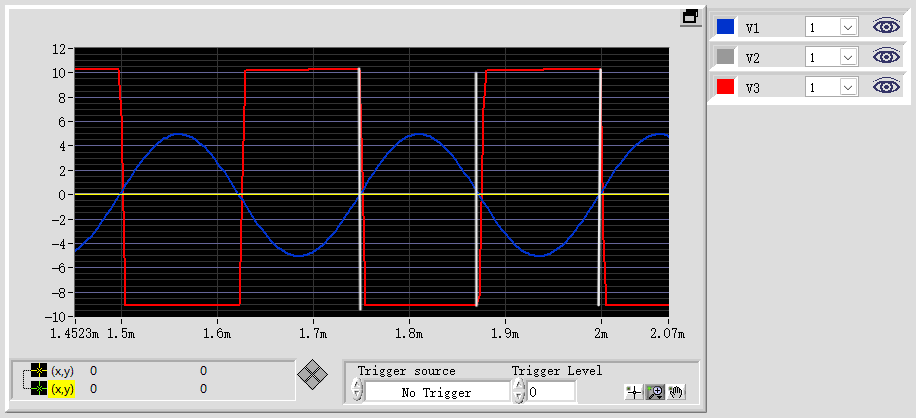 v1 1
v2 1
v3 1
12
10
8
6
4
2
0
-2
-4
-6
-8
-10
1.4523m 1.5m 1.6m 1.7m 1.8m 1.9m 2m 2.07m
(x,y) 0 0
(x,y) 0 0
Trigger source Trigger Level
No Trigger 0